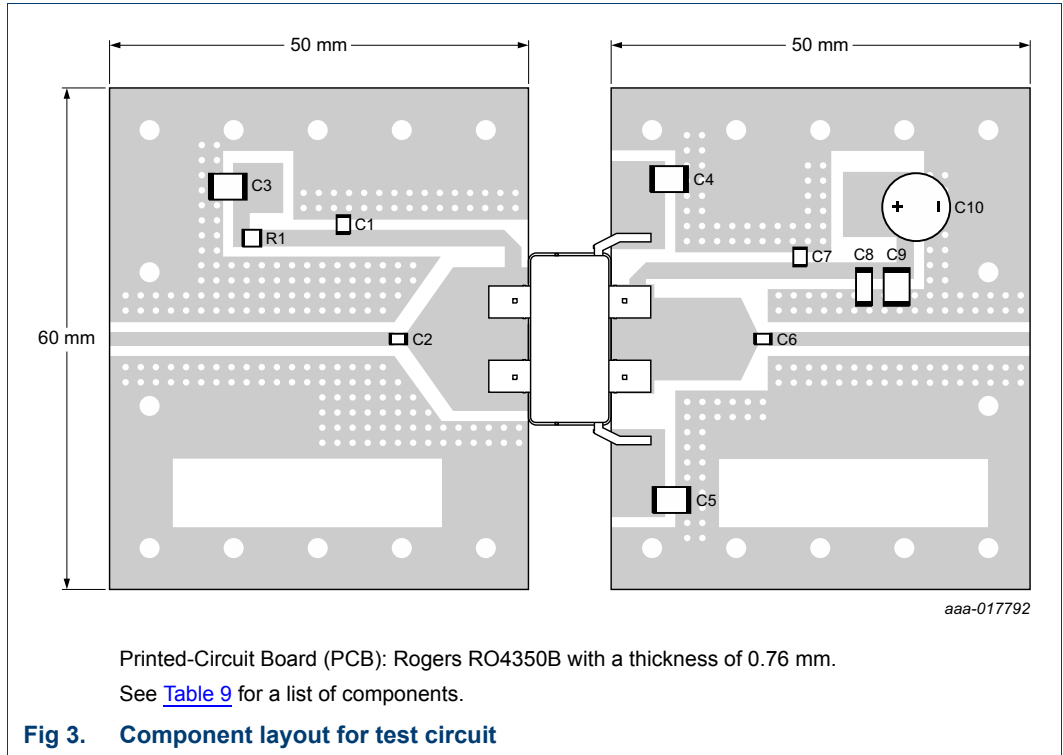 50 mm
50 mm
60 mm
C3
C1
R1
C2
C4
C10
C7
C8
C9
C6
C5
+
-
aaa-017792
Printed-Circuit Board (PCB): Rogers RO4350B with a thickness of 0.76 mm.
See Table 9 for a list of components.
Fig 3. Component layout for test circuit